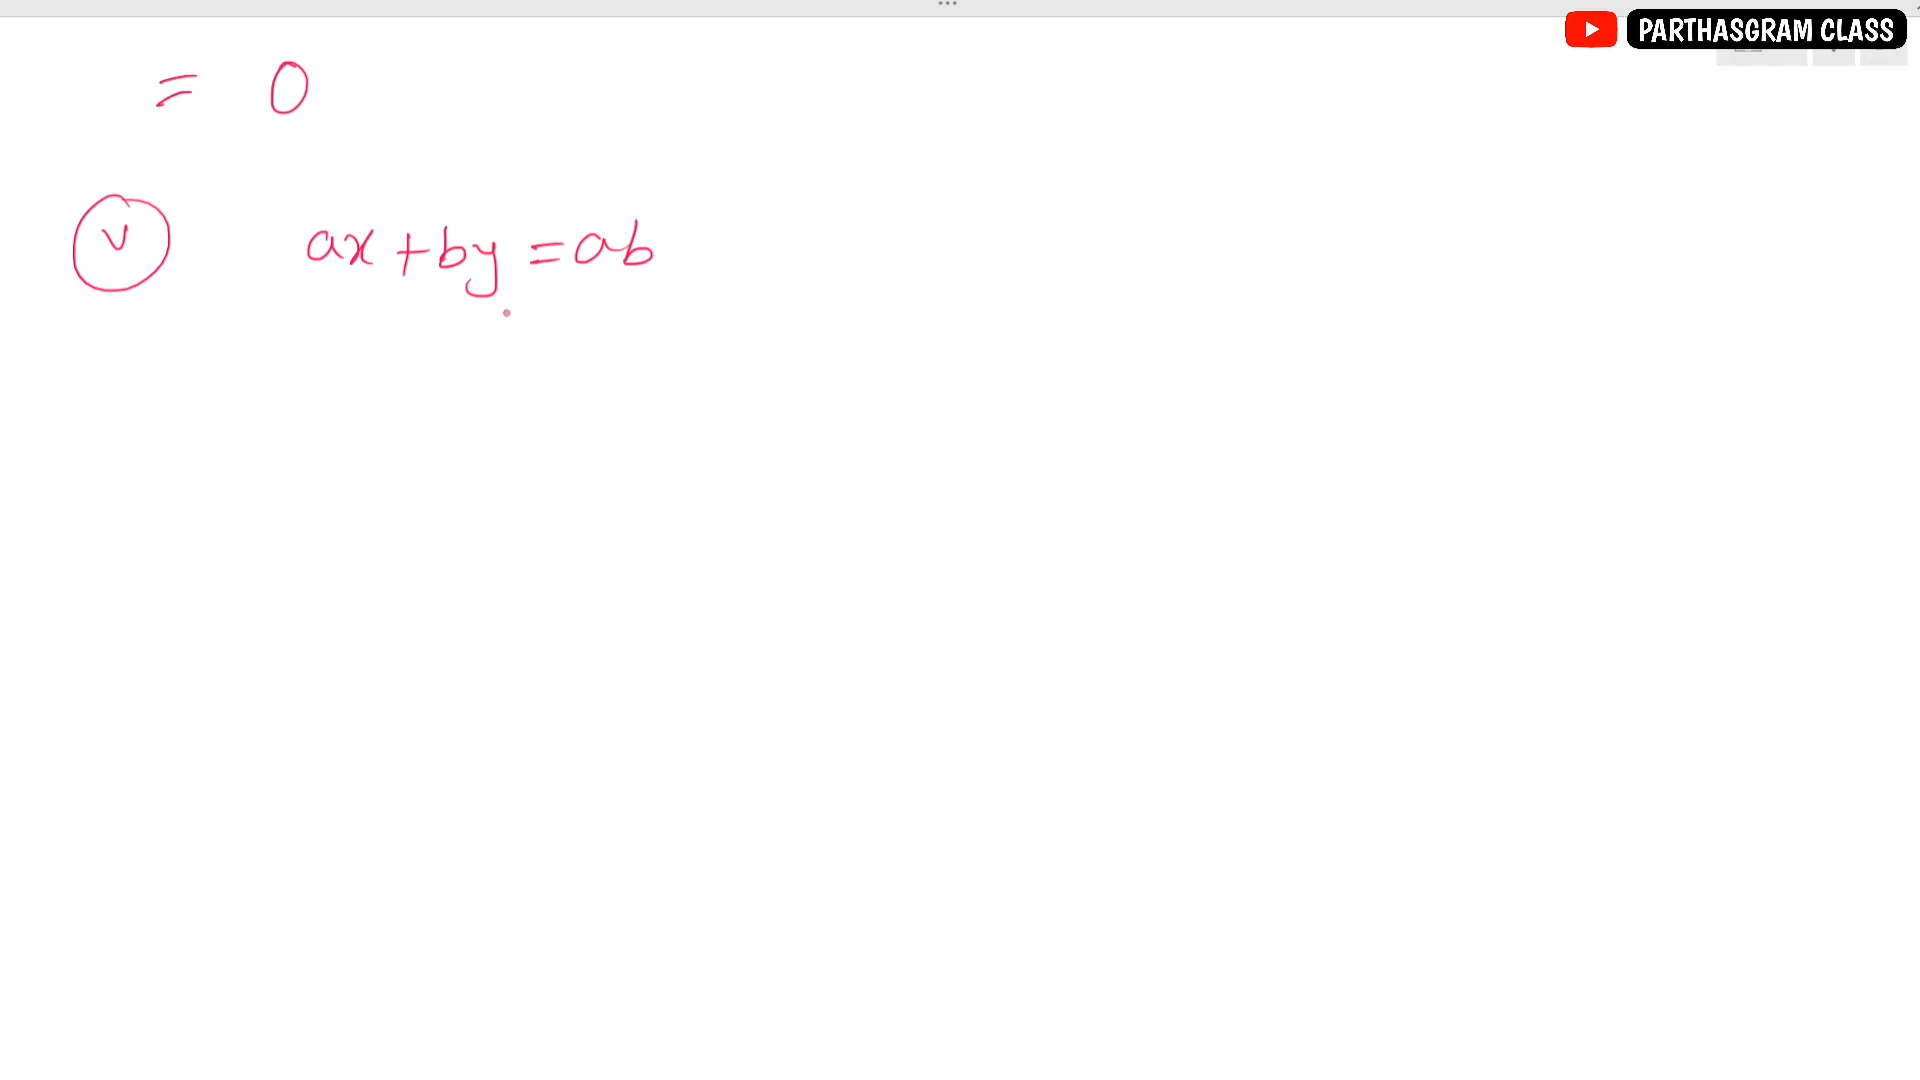 PARTHASGRAM CLASS
= 0
v ax + by = ab